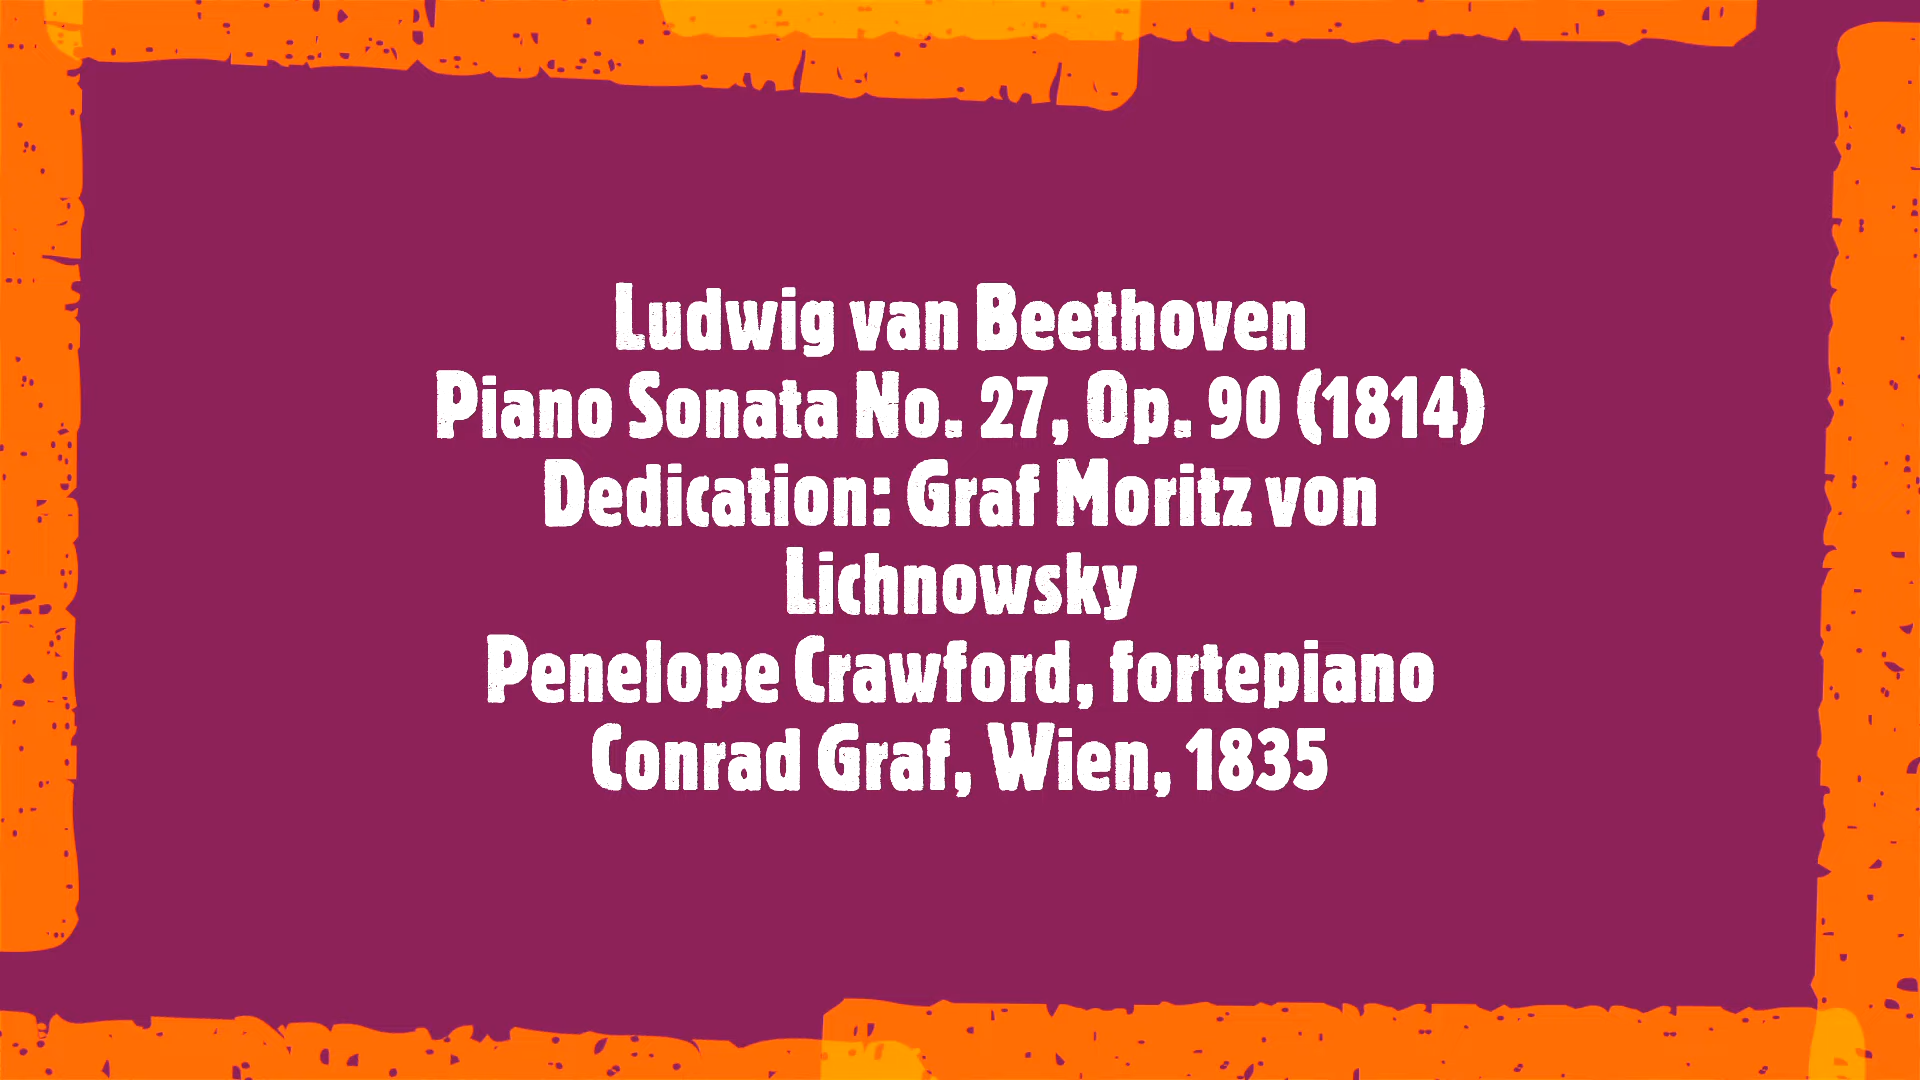 Ludwig van Beethoven
Piano Sonata No. 27, Op. 90 (1814)
Dedication: Graf Moritz von
Lichnowsky
Penelope Crawford, fortepiano
Conrad Graf, Wien, 1835